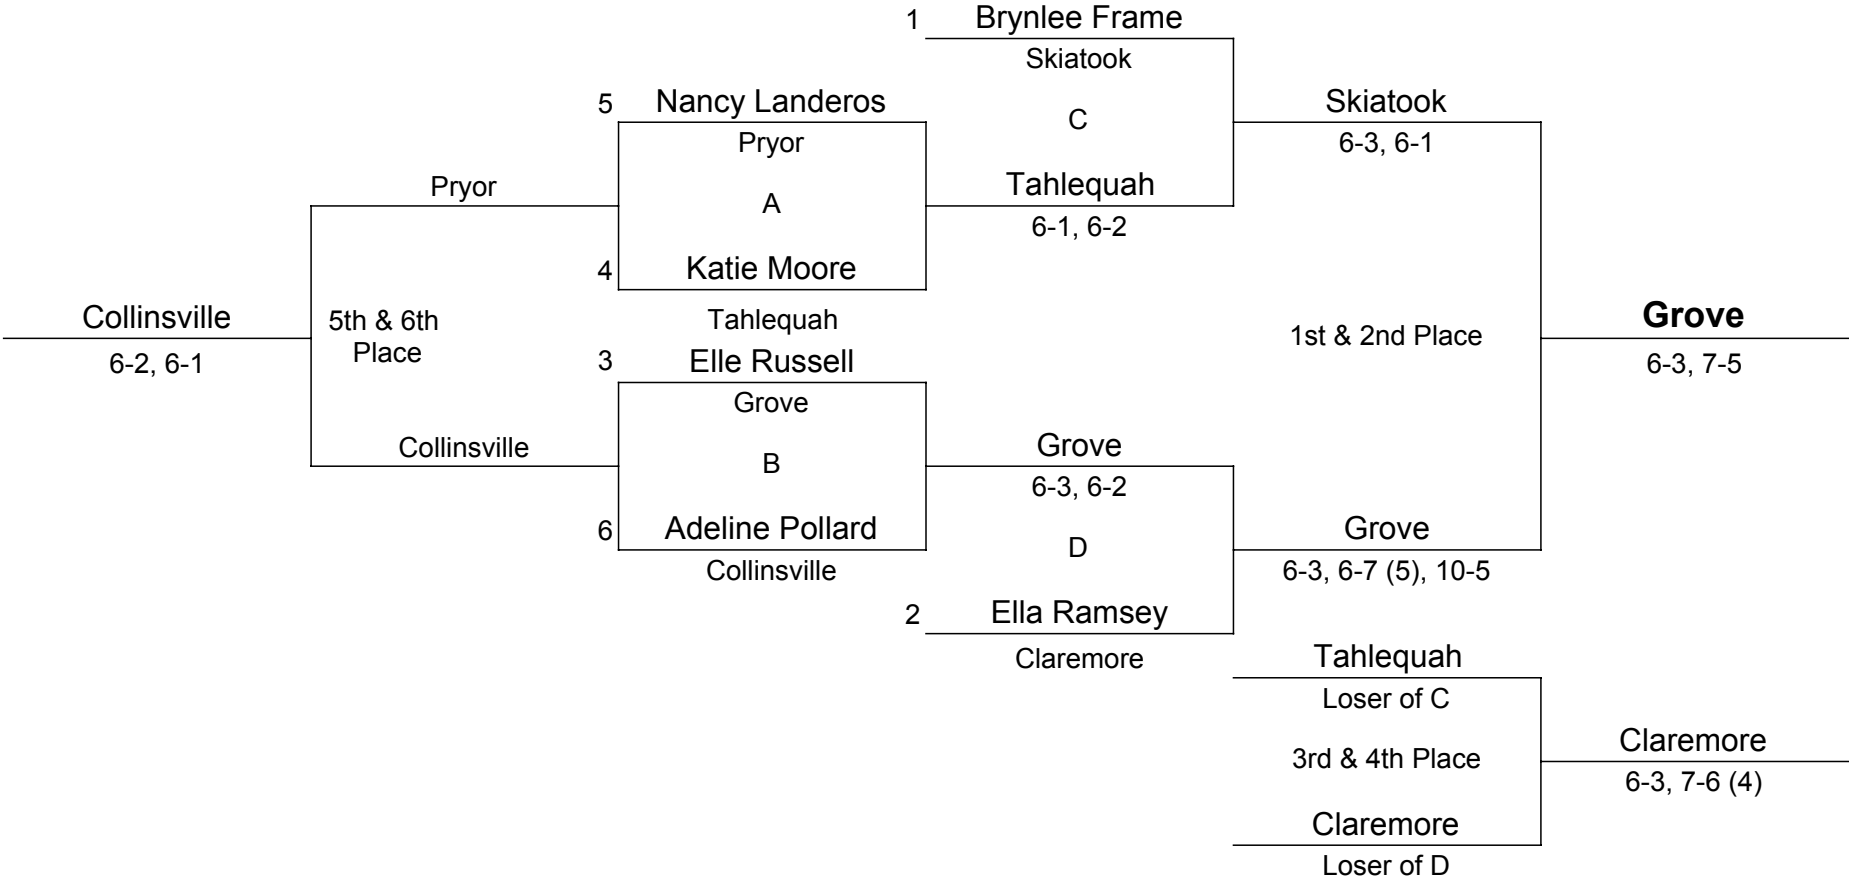 1 Brynlee Frame
Skiatook
5 Nancy Landeros
C
Skiatook
Pryor
6-3, 6-1
Pryor
A
Tahlequah
6-1, 6-2
4 Katie Moore
Collinsville
5th & 6th
Place
Tahlequah
1st & 2nd Place
Grove
6-2, 6-1
3 Elle Russell
6-3, 7-5
Grove
Collinsville
B
Grove
6-3, 6-2
6 Adeline Pollard
D
Grove
Collinsville
6-3, 6-7 (5), 10-5
2 Ella Ramsey
Claremore
Tahlequah
Loser of C
3rd & 4th Place
Claremore
6-3, 7-6 (4)
Claremore
Loser of D